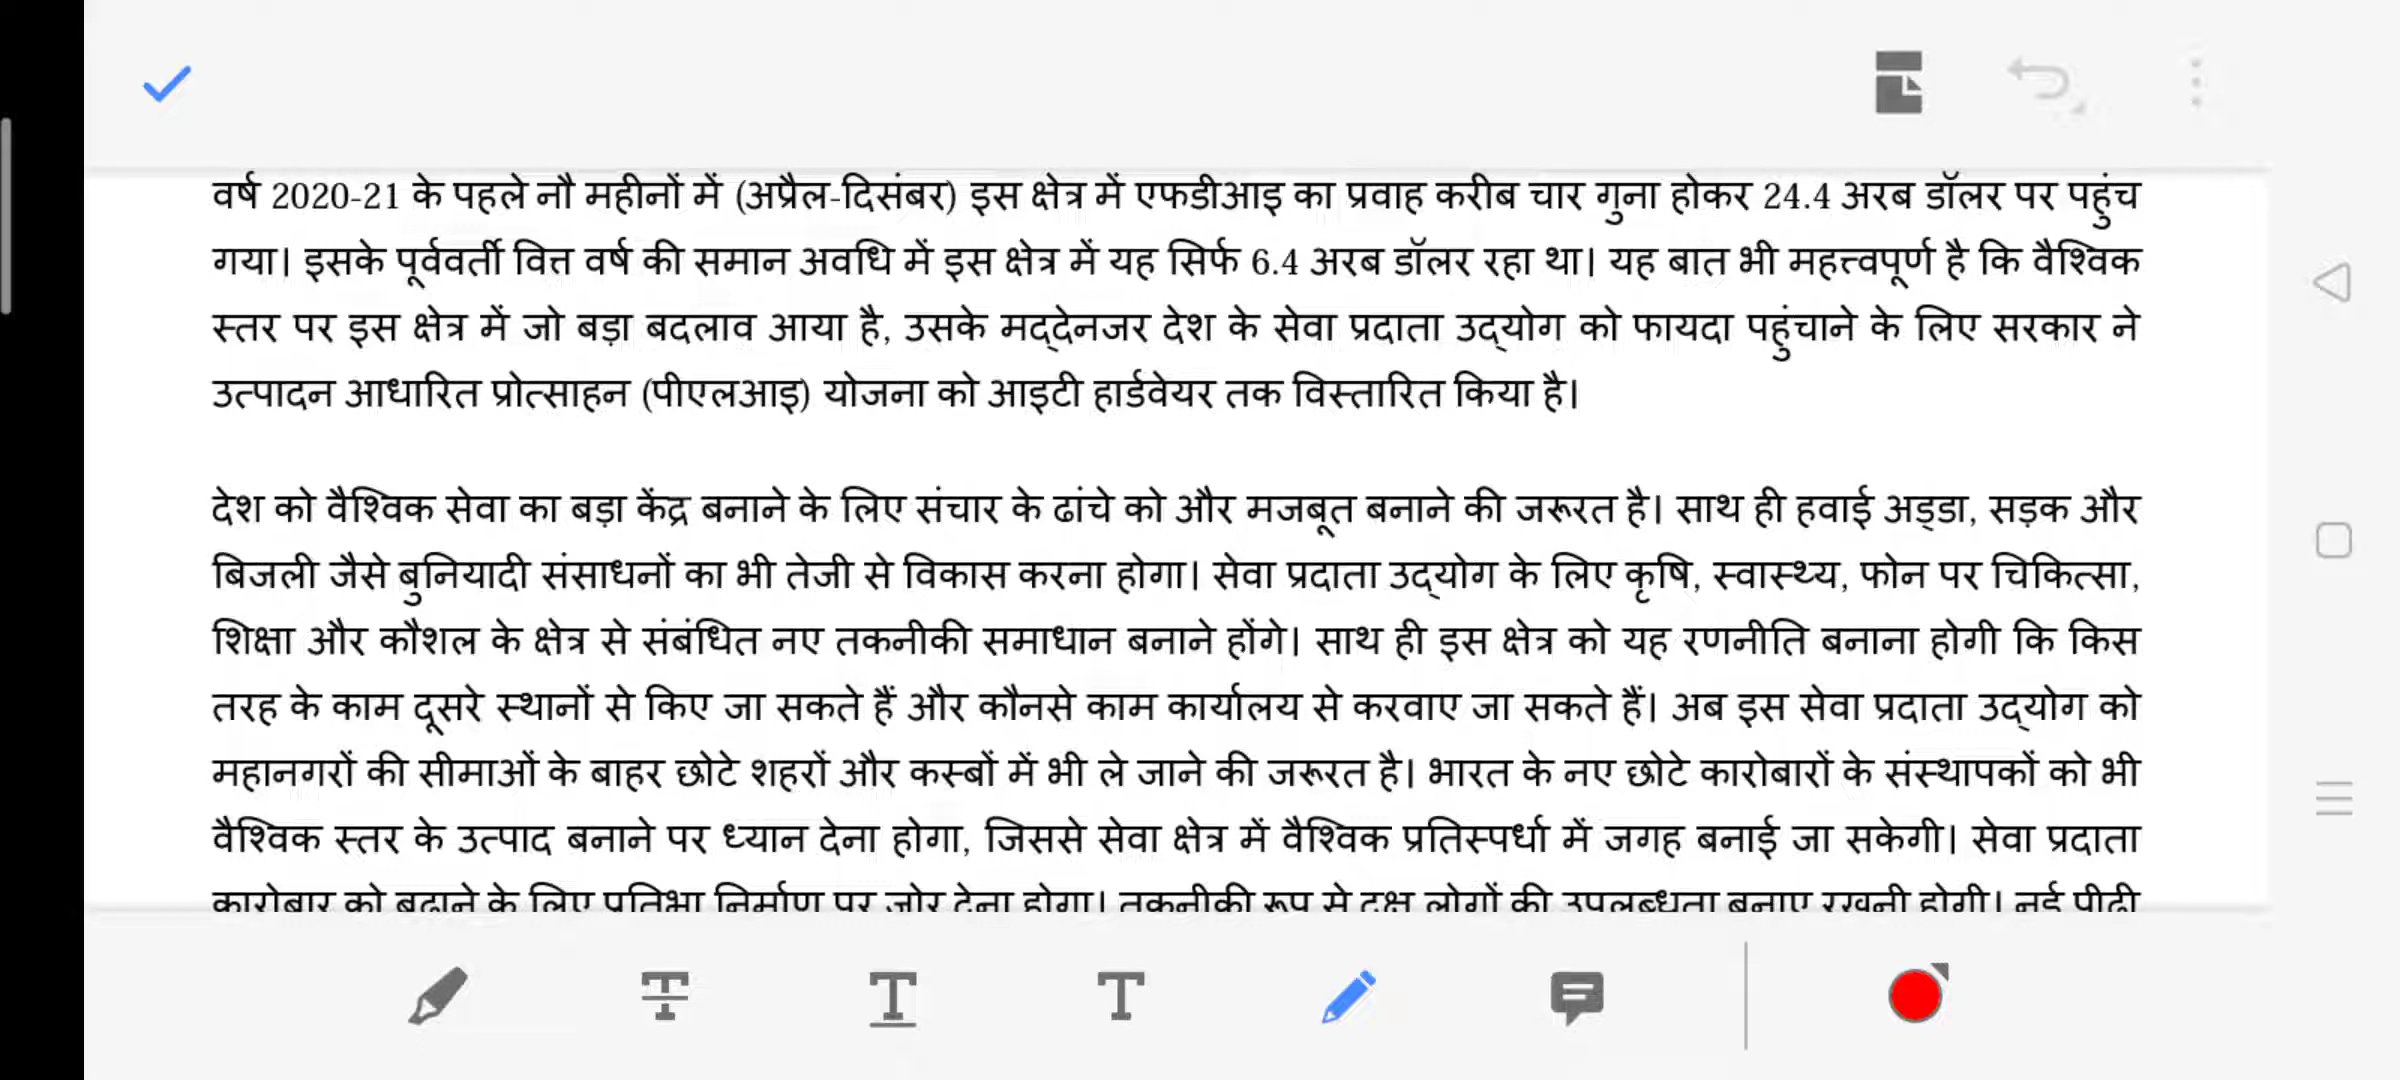 वर्ष 2020-21 के पहले नौ महीनों में (अप्रैल-दिसंबर) इस क्षेत्र में एफडीआइ का प्रवाह करीब चार गुना होकर 24.4 अरब डॉलर पर पहुंच
गया। इसके पूर्ववर्ती वित्त वर्ष की समान अवधि में इस क्षेत्र में यह सिर्फ 6.4 अरब डॉलर रहा था। यह बात भी महत्त्वपूर्ण है कि वैश्विक
स्तर पर इस क्षेत्र में जो बड़ा बदलाव आया है, उसके मद्देनजर देश के सेवा प्रदाता उद्योग को फायदा पहुंचाने के लिए सरकार ने
उत्पादन आधारित प्रोत्साहन (पीएलआइ) योजना को आइटी हार्डवेयर तक विस्तारित किया है।
देश को वैश्विक सेवा का बड़ा केंद्र बनाने के लिए संचार के ढांचे को और मजबूत बनाने की जरूरत है। साथ ही हवाई अड्डा, सड़क और
बिजली जैसे बुनियादी संसाधनों का भी तेजी से विकास करना होगा। सेवा प्रदाता उद्योग के लिए कृषि, स्वास्थ्य, फोन पर चिकित्सा,
शिक्षा और कौशल के क्षेत्र से संबंधित नए तकनीकी समाधान बनाने होंगे। साथ ही इस क्षेत्र को यह रणनीति बनाना होगी कि किस
तरह के काम दूसरे स्थानों से किए जा सकते हैं और कौनसे काम कार्यालय से करवाए जा सकते हैं। अब इस सेवा प्रदाता उद्योग को
महानगरों की सीमाओं के बाहर छोटे शहरों और कस्बों में भी ले जाने की जरूरत है। भारत के नए छोटे कारोबारों के संस्थापकों को भी
वैश्विक स्तर के उत्पाद बनाने पर ध्यान देना होगा, जिससे सेवा क्षेत्र में वैश्विक प्रतिस्पर्धा में जगह बनाई जा सकेगी। सेवा प्रदाता
कारोबार को बढ़ाने के लिए प्रतिभा निर्माण पर जोर देना होगा। तकनीकी रूप से दक्ष लोगों की उपलब्धता बनाए रखनी होगी। नई पीढ़ी